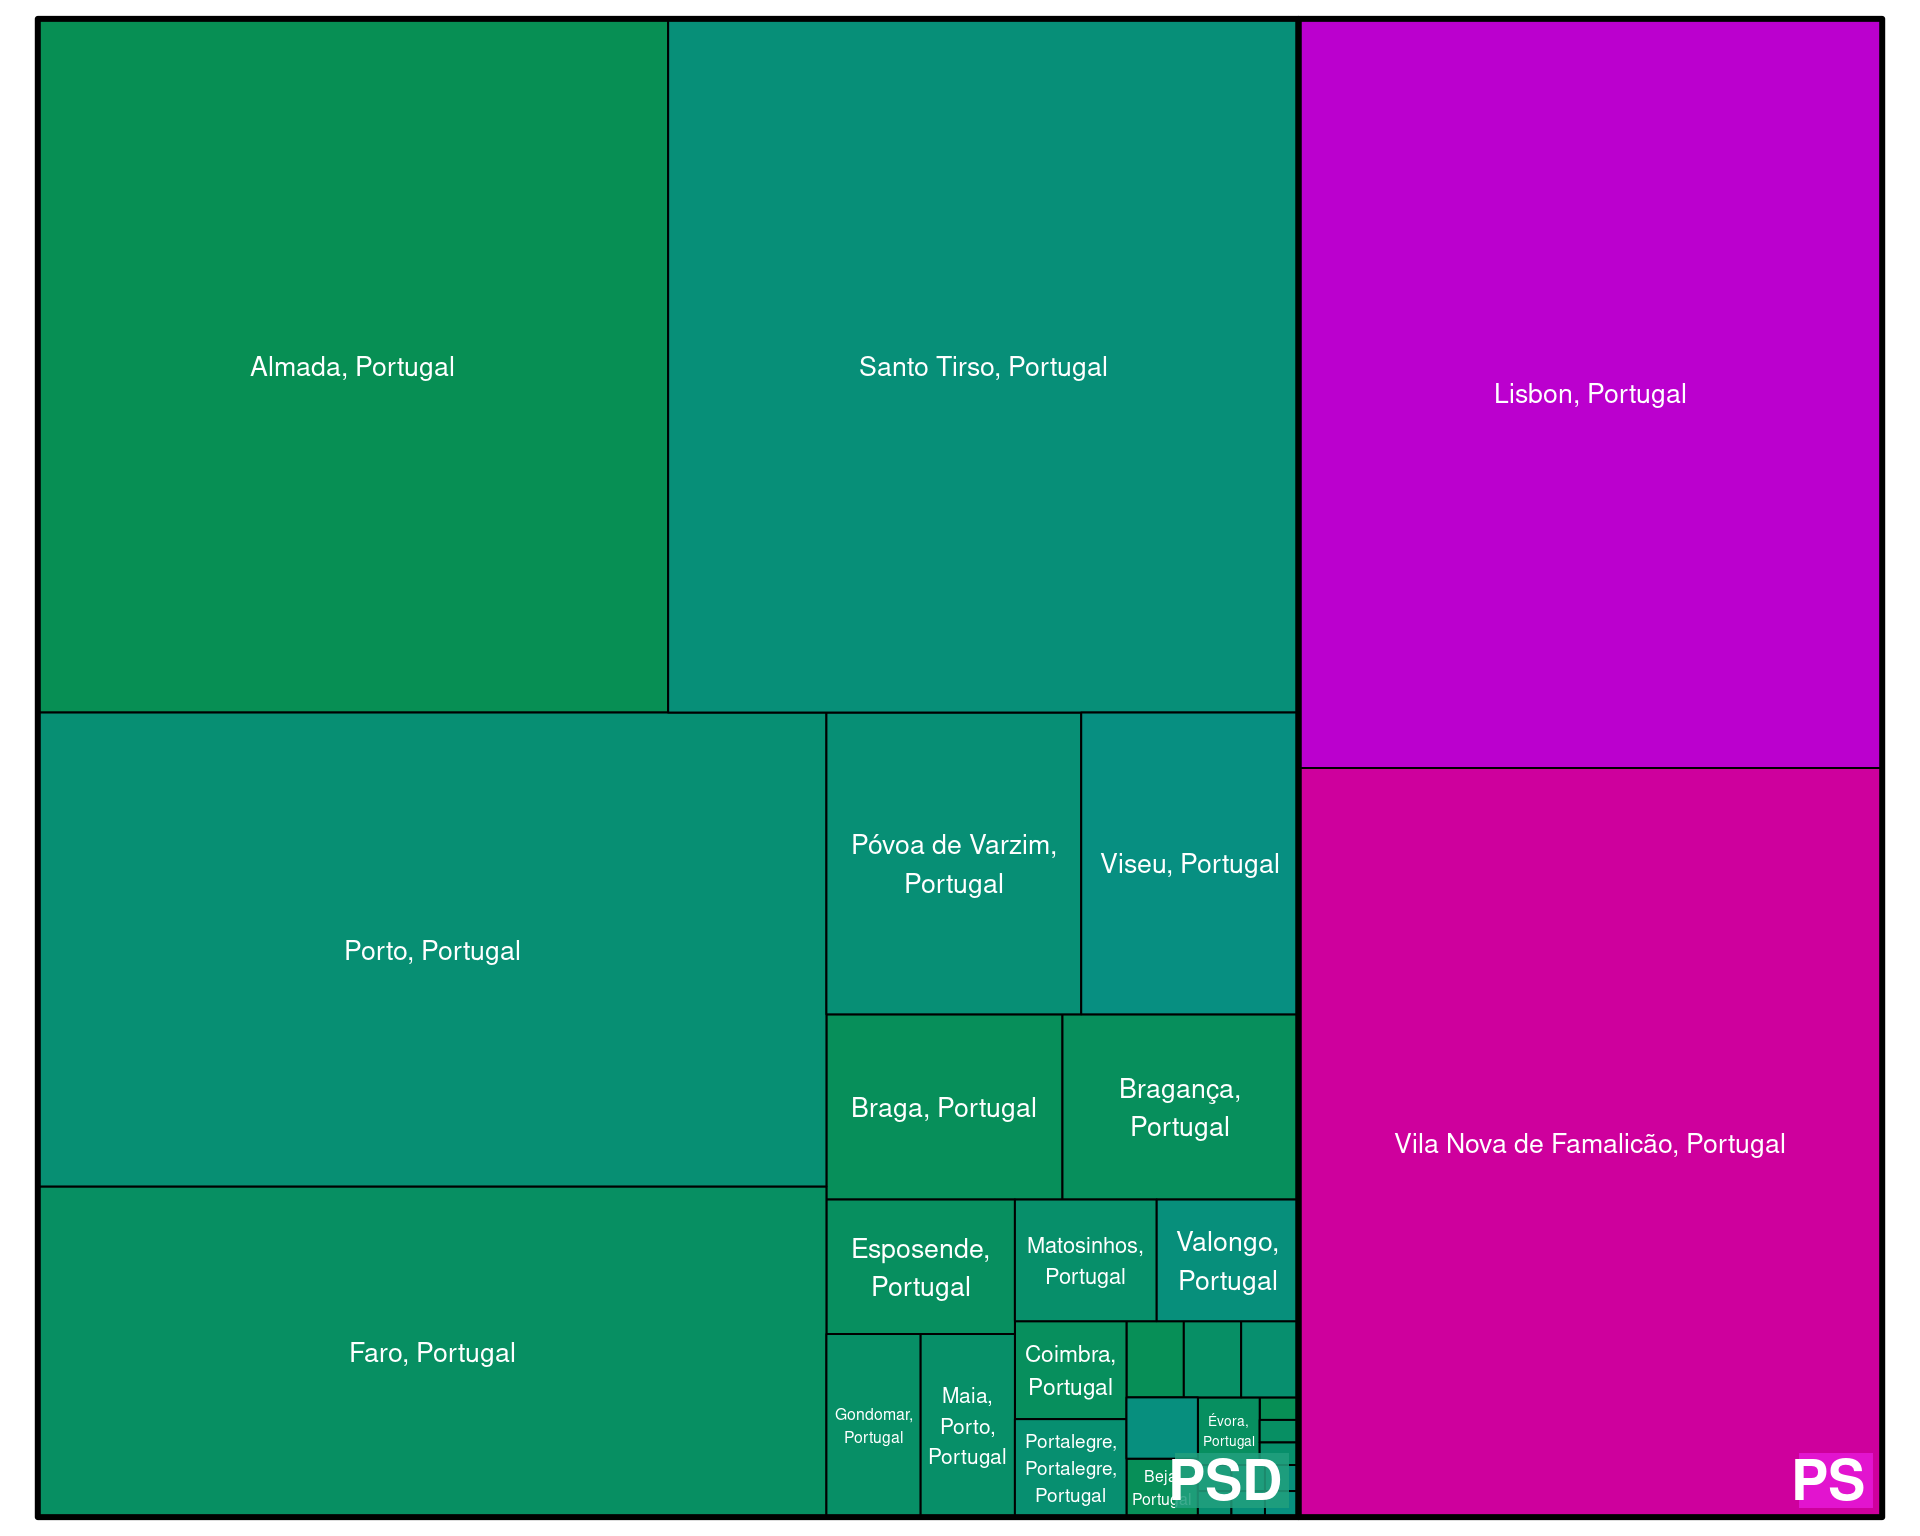 Almada, Portugal
Santo Tirso, Portugal
Lisbon, Portugal
Porto, Portugal
Póvoa de Varzim,
Portugal
Viseu, Portugal
Braga, Portugal
Bragança,
Portugal
Vila Nova de Famalicão, Portugal
Faro, Portugal
Esposende,
Portugal
Matosinhos,
Portugal
Valongo,
Portugal
Gondomar,
Portugal
Maia,
Porto,
Portugal
Coimbra,
Portugal
Portalegre,
Portalegre,
Portugal
Évora,
Portugal
Beja,
Portugal
PSD
PS